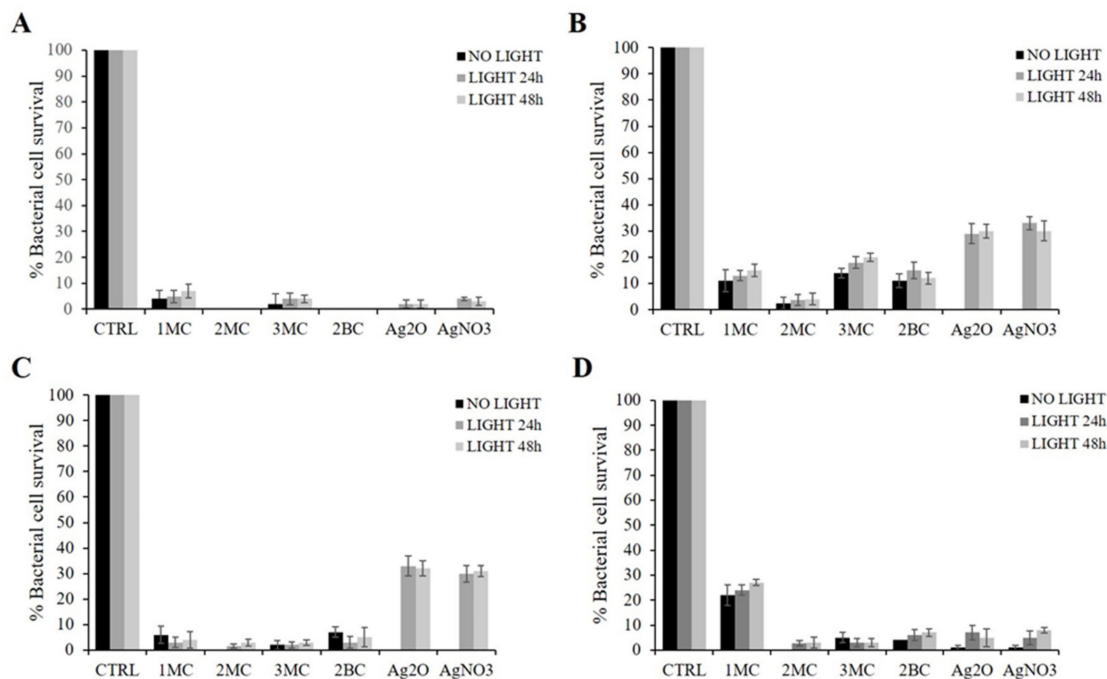 A
% Bacterial cell survival
100
90
80
70
60
50
40
30
20
10
0
NO LIGHT
LIGHT 24h
LIGHT 48h
CTRL 1MC 2MC 3MC 2BC Ag2O AgNO3
B
% Bacterial cell survival
100
90
80
70
60
50
40
30
20
10
0
NO LIGHT
LIGHT 24h
LIGHT 48h
CTRL 1MC 2MC 3MC 2BC Ag2O AgNO3
C
% Bacterial cell survival
100
90
80
70
60
50
40
30
20
10
0
NO LIGHT
LIGHT 24h
LIGHT 48h
CTRL 1MC 2MC 3MC 2BC Ag2O AgNO3
D
% Bacterial cell survival
100
90
80
70
60
50
40
30
20
10
0
NO LIGHT
LIGHT 24h
LIGHT 48h
CTRL 1MC 2MC 3MC 2BC Ag2O AgNO3